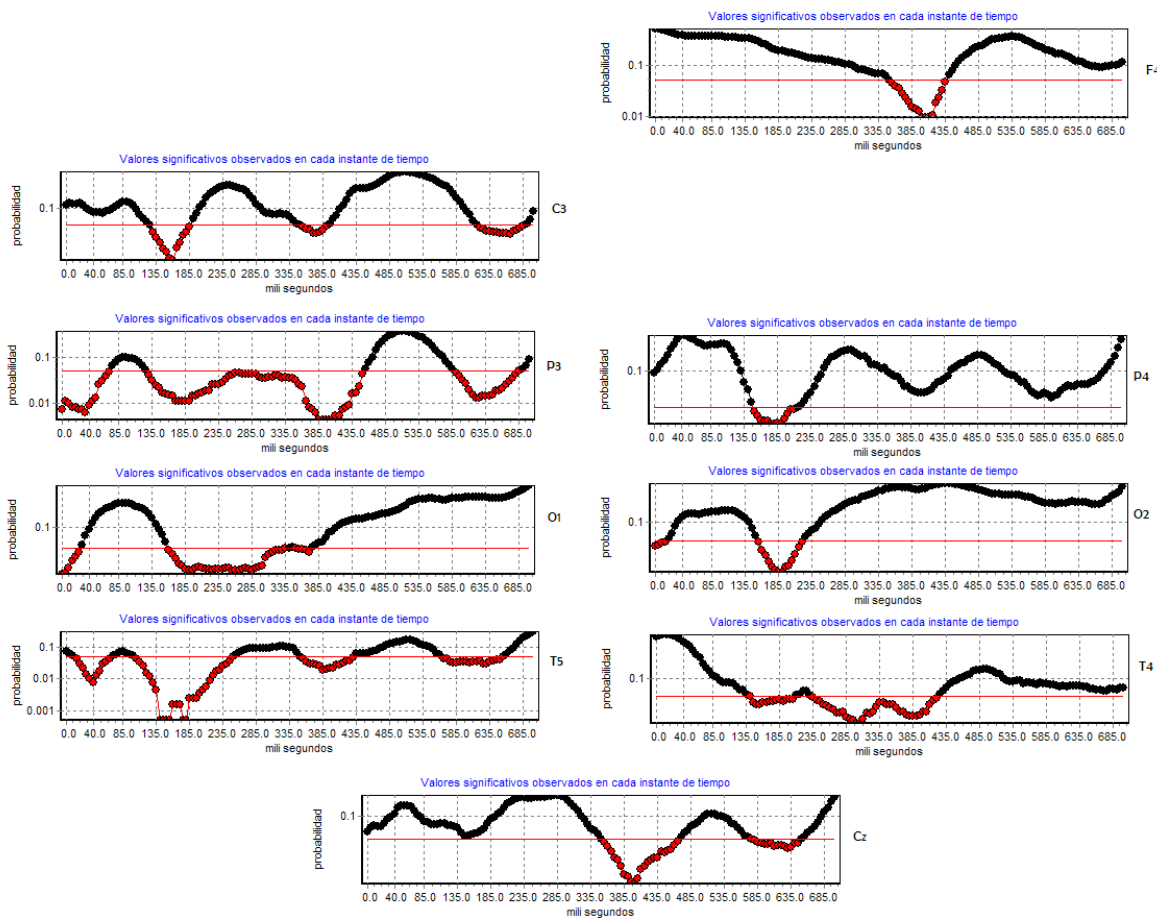 Valores significativos observados en cada instante de tiempo
probabilidad
0.1
0.01
0.0 40.0 85.0 135.0 185.0 235.0 285.0 335.0 385.0 435.0 485.0 535.0 585.0 635.0 685.0
mili segundos
F4
Valores significativos observados en cada instante de tiempo
probabilidad
0.1
0.0 40.0 85.0 135.0 185.0 235.0 285.0 335.0 385.0 435.0 485.0 535.0 585.0 635.0 685.0
mili segundos
C3
Valores significativos observados en cada instante de tiempo
probabilidad
0.1
0.01
0.0 40.0 85.0 135.0 185.0 235.0 285.0 335.0 385.0 435.0 485.0 535.0 585.0 635.0 685.0
mili segundos
P3
Valores significativos observados en cada instante de tiempo
probabilidad
0.1
0.0 40.0 85.0 135.0 185.0 235.0 285.0 335.0 385.0 435.0 485.0 535.0 585.0 635.0 685.0
mili segundos
P4
Valores significativos observados en cada instante de tiempo
probabilidad
0.1
0.0 40.0 85.0 135.0 185.0 235.0 285.0 335.0 385.0 435.0 485.0 535.0 585.0 635.0 685.0
mili segundos
O1
Valores significativos observados en cada instante de tiempo
probabilidad
0.1
0.0 40.0 85.0 135.0 185.0 235.0 285.0 335.0 385.0 435.0 485.0 535.0 585.0 635.0 685.0
mili segundos
O2
Valores significativos observados en cada instante de tiempo
probabilidad
0.1
0.01
0.001
0.0 40.0 85.0 135.0 185.0 235.0 285.0 335.0 385.0 435.0 485.0 535.0 585.0 635.0 685.0
mili segundos
T5
Valores significativos observados en cada instante de tiempo
probabilidad
0.1
0.0 40.0 85.0 135.0 185.0 235.0 285.0 335.0 385.0 435.0 485.0 535.0 585.0 635.0 685.0
mili segundos
T4
Valores significativos observados en cada instante de tiempo
probabilidad
0.1
0.0 40.0 85.0 135.0 185.0 235.0 285.0 335.0 385.0 435.0 485.0 535.0 585.0 635.0 685.0
mili segundos
Cz